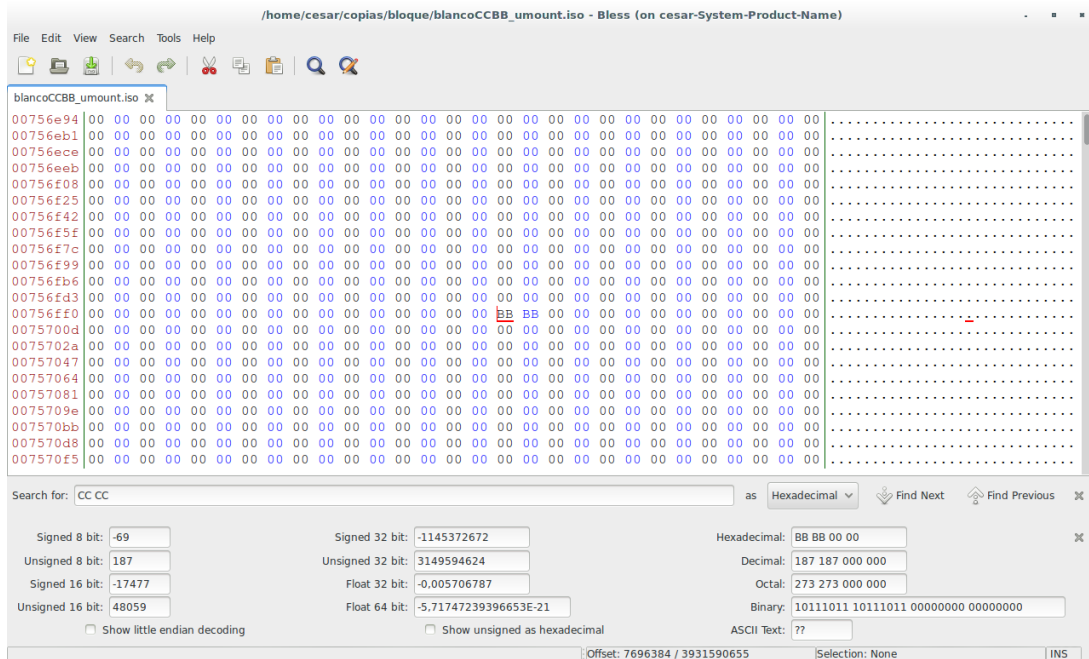 /home/cesar/copias/bloque/blancoCCBB_umount.iso - Bless (on cesar-System-Product-Name)
File Edit View Search Tools Help
blancoCCBB_umount.iso
00756e94 00 00 00 00 00 00 00 00 00 00 00 00 00 00 00 00 00 00 00 00 00 00 00 00 00 00 00 00 00 .............................
00756eb1 00 00 00 00 00 00 00 00 00 00 00 00 00 00 00 00 00 00 00 00 00 00 00 00 00 00 00 00 00 .............................
00756ece 00 00 00 00 00 00 00 00 00 00 00 00 00 00 00 00 00 00 00 00 00 00 00 00 00 00 00 00 00 .............................
00756eeb 00 00 00 00 00 00 00 00 00 00 00 00 00 00 00 00 00 00 00 00 00 00 00 00 00 00 00 00 00 .............................
00756f08 00 00 00 00 00 00 00 00 00 00 00 00 00 00 00 00 00 00 00 00 00 00 00 00 00 00 00 00 00 .............................
00756f25 00 00 00 00 00 00 00 00 00 00 00 00 00 00 00 00 00 00 00 00 00 00 00 00 00 00 00 00 00 .............................
00756f42 00 00 00 00 00 00 00 00 00 00 00 00 00 00 00 00 00 00 00 00 00 00 00 00 00 00 00 00 00 .............................
00756f5f 00 00 00 00 00 00 00 00 00 00 00 00 00 00 00 00 00 00 00 00 00 00 00 00 00 00 00 00 00 .............................
00756f7c 00 00 00 00 00 00 00 00 00 00 00 00 00 00 00 00 00 00 00 00 00 00 00 00 00 00 00 00 00 .............................
00756f99 00 00 00 00 00 00 00 00 00 00 00 00 00 00 00 00 00 00 00 00 00 00 00 00 00 00 00 00 00 .............................
00756fb6 00 00 00 00 00 00 00 00 00 00 00 00 00 00 00 00 00 00 00 00 00 00 00 00 00 00 00 00 00 .............................
00756fd3 00 00 00 00 00 00 00 00 00 00 00 00 00 00 00 00 00 00 00 00 00 00 00 00 00 00 00 00 00 .............................
00756ff0 00 00 00 00 00 00 00 00 00 00 00 00 00 00 00 00 BB BB 00 00 00 00 00 00 00 00 00 00 00 .............................
0075700d 00 00 00 00 00 00 00 00 00 00 00 00 00 00 00 00 00 00 00 00 00 00 00 00 00 00 00 00 00 .............................
0075702a 00 00 00 00 00 00 00 00 00 00 00 00 00 00 00 00 00 00 00 00 00 00 00 00 00 00 00 00 00 .............................
00757047 00 00 00 00 00 00 00 00 00 00 00 00 00 00 00 00 00 00 00 00 00 00 00 00 00 00 00 00 00 .............................
00757064 00 00 00 00 00 00 00 00 00 00 00 00 00 00 00 00 00 00 00 00 00 00 00 00 00 00 00 00 00 .............................
00757081 00 00 00 00 00 00 00 00 00 00 00 00 00 00 00 00 00 00 00 00 00 00 00 00 00 00 00 00 00 .............................
0075709e 00 00 00 00 00 00 00 00 00 00 00 00 00 00 00 00 00 00 00 00 00 00 00 00 00 00 00 00 00 .............................
007570bb 00 00 00 00 00 00 00 00 00 00 00 00 00 00 00 00 00 00 00 00 00 00 00 00 00 00 00 00 00 .............................
007570d8 00 00 00 00 00 00 00 00 00 00 00 00 00 00 00 00 00 00 00 00 00 00 00 00 00 00 00 00 00 .............................
007570f5 00 00 00 00 00 00 00 00 00 00 00 00 00 00 00 00 00 00 00 00 00 00 00 00 00 00 00 00 00 .............................
Search for: CC CC as Hexadecimal Find Next Find Previous
Signed 8 bit: -69 Signed 32 bit: -1145372672 Hexadecimal: BB BB 00 00
Unsigned 8 bit: 187 Unsigned 32 bit: 3149594624 Decimal: 187 187 000 000
Signed 16 bit: -17477 Float 32 bit: -0,005706787 Octal: 273 273 000 000
Unsigned 16 bit: 48059 Float 64 bit: -5,71747239396653E-21 Binary: 10111011 10111011 00000000 00000000
Show little endian decoding Show unsigned as hexadecimal ASCII Text: ??
Offset: 7696384 / 3931590655 Selection: None INS